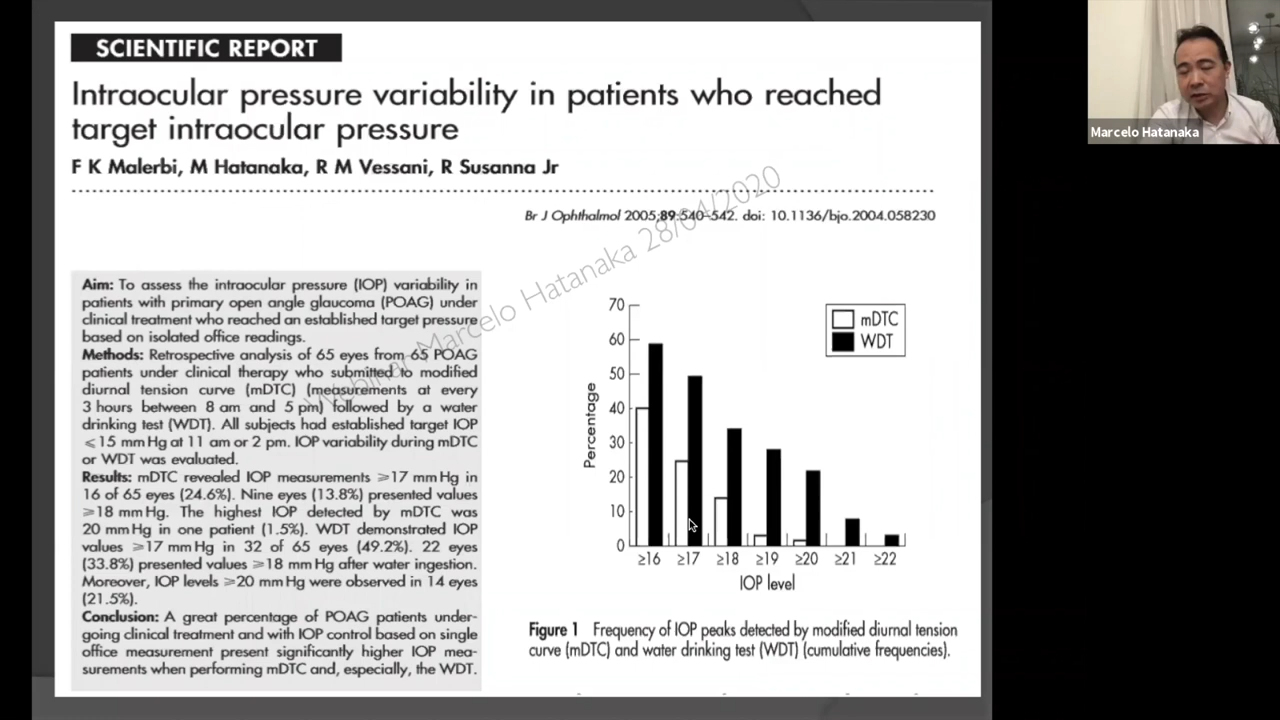 SCIENTIFIC REPORT
Intraocular pressure variability in patients who reached
target intraocular pressure
F K Malerbi, M Hatanaka, R M Vessani, R Susanna Jr
Br J Ophthalmol 2005;89:540–542. doi: 10.1136/bjo.2004.058230
Webinar Marcelo Hatanaka 28/04/2020
Aim: To assess the intraocular pressure (IOP) variability in
patients with primary open angle glaucoma (POAG) under
clinical treatment who reached an established target pressure
based on isolated office readings.
Methods: Retrospective analysis of 65 eyes from 65 POAG
patients under clinical therapy who submitted to modified
diurnal tension curve (mDTC) (measurements at every
3 hours between 8 am and 5 pm) followed by a water
drinking test (WDT). All subjects had established target IOP
⩽15 mm Hg at 11 am or 2 pm. IOP variability during mDTC
or WDT was evaluated.
Results: mDTC revealed IOP measurements ⩾17 mm Hg in
16 of 65 eyes (24.6%). Nine eyes (13.8%) presented values
⩾18 mm Hg. The highest IOP detected by mDTC was
20 mm Hg in one patient (1.5%). WDT demonstrated IOP
values ⩾17 mm Hg in 32 of 65 eyes (49.2%). 22 eyes
(33.8%) presented values ⩾18 mm Hg after water ingestion.
Moreover, IOP levels ⩾20 mm Hg were observed in 14 eyes
(21.5%).
Conclusion: A great percentage of POAG patients under-
going clinical treatment and with IOP control based on single
office measurement present significantly higher IOP mea-
surements when performing mDTC and, especially, the WDT.
mDTC
WDT
Percentage
70
60
50
40
30
20
10
0
⩾16 ⩾17 ⩾18 ⩾19 ⩾20 ⩾21 ⩾22
IOP level
Figure 1 Frequency of IOP peaks detected by modified diurnal tension
curve (mDTC) and water drinking test (WDT) (cumulative frequencies).
Marcelo Hatanaka